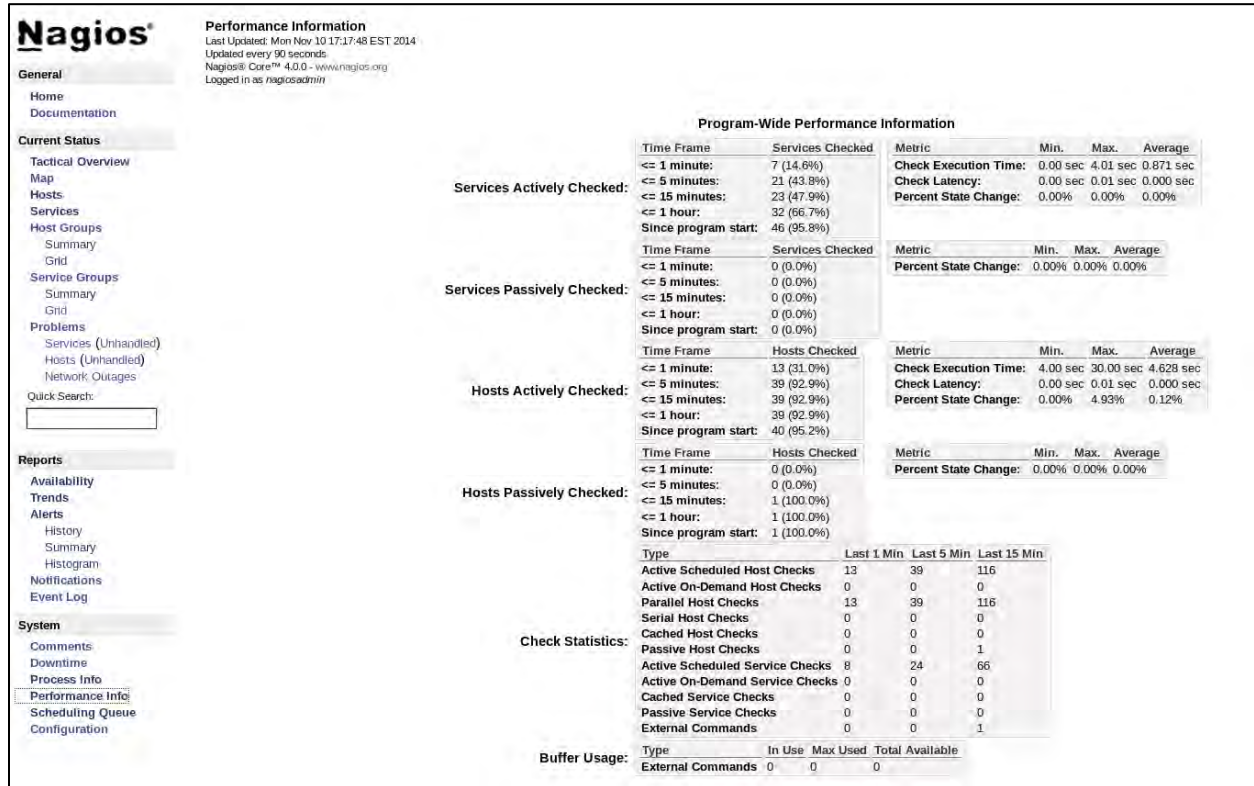 Nagios®
General
Home
Documentation
Current Status
Tactical Overview
Map
Hosts
Services
Host Groups
Summary
Grid
Service Groups
Summary
Grid
Problems
Services (Unhandled)
Hosts (Unhandled)
Network Outages
Quick Search:
Reports
Availability
Trends
Alerts
History
Summary
Histogram
Notifications
Event Log
System
Comments
Downtime
Process Info
Performance Info
Scheduling Queue
Configuration
Performance Information
Last Updated: Mon Nov 10 17:17:48 EST 2014
Updated every 90 seconds
Nagios® Core™ 4.0.0 - www.nagios.org
Logged in as nagiosadmin
Program-Wide Performance Information
Services Actively Checked:
Time Frame Services Checked
<= 1 minute: 7 (14.6%)
<= 5 minutes: 21 (43.8%)
<= 15 minutes: 23 (47.9%)
<= 1 hour: 32 (66.7%)
Since program start: 46 (95.8%)
Metric Min. Max. Average
Check Execution Time: 0.00 sec 4.01 sec 0.871 sec
Check Latency: 0.00 sec 0.01 sec 0.000 sec
Percent State Change: 0.00% 0.00% 0.00%
Services Passively Checked:
Time Frame Services Checked
<= 1 minute: 0 (0.0%)
<= 5 minutes: 0 (0.0%)
<= 15 minutes: 0 (0.0%)
<= 1 hour: 0 (0.0%)
Since program start: 0 (0.0%)
Metric Min. Max. Average
Percent State Change: 0.00% 0.00% 0.00%
Hosts Actively Checked:
Time Frame Hosts Checked
<= 1 minute: 13 (31.0%)
<= 5 minutes: 39 (92.9%)
<= 15 minutes: 39 (92.9%)
<= 1 hour: 39 (92.9%)
Since program start: 40 (95.2%)
Metric Min. Max. Average
Check Execution Time: 4.00 sec 30.00 sec 4.628 sec
Check Latency: 0.00 sec 0.01 sec 0.000 sec
Percent State Change: 0.00% 4.93% 0.12%
Hosts Passively Checked:
Time Frame Hosts Checked
<= 1 minute: 0 (0.0%)
<= 5 minutes: 0 (0.0%)
<= 15 minutes: 1 (100.0%)
<= 1 hour: 1 (100.0%)
Since program start: 1 (100.0%)
Metric Min. Max. Average
Percent State Change: 0.00% 0.00% 0.00%
Check Statistics:
Type Last 1 Min Last 5 Min Last 15 Min
Active Scheduled Host Checks 13 39 116
Active On-Demand Host Checks 0 0 0
Parallel Host Checks 13 39 116
Serial Host Checks 0 0 0
Cached Host Checks 0 0 0
Passive Host Checks 0 0 1
Active Scheduled Service Checks 8 24 66
Active On-Demand Service Checks 0 0 0
Cached Service Checks 0 0 0
Passive Service Checks 0 0 0
External Commands 0 0 1
Buffer Usage:
Type In Use Max Used Total Available
External Commands 0 0 0